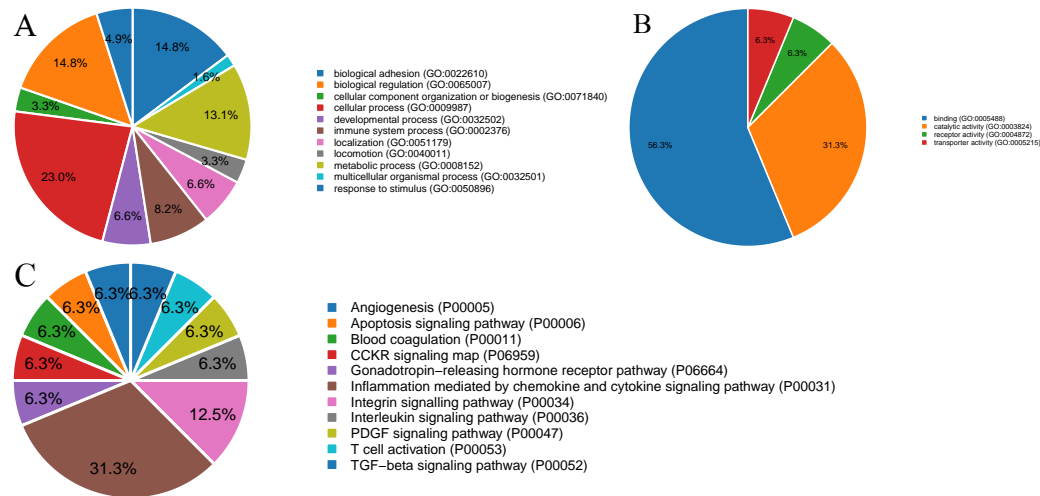 A
4.9%
14.8%
14.8%
1.6%
3.3%
13.1%
3.3%
23.0%
6.6%
6.6%
8.2%
biological adhesion (GO:0022610)
biological regulation (GO:0065007)
cellular component organization or biogenesis (GO:0071840)
cellular process (GO:0009987)
developmental process (GO:0032502)
immune system process (GO:0002376)
localization (GO:0051179)
locomotion (GO:0040011)
metabolic process (GO:0008152)
multicellular organismal process (GO:0032501)
response to stimulus (GO:0050896)
B
6.3%
6.3%
56.3%
31.3%
binding (GO:0005488)
catalytic activity (GO:0003824)
receptor activity (GO:0004872)
transporter activity (GO:0005215)
C
6.3%
6.3%
6.3%
6.3%
6.3%
6.3%
6.3%
6.3%
6.3%
12.5%
31.3%
Angiogenesis (P00005)
Apoptosis signaling pathway (P00006)
Blood coagulation (P00011)
CCKR signaling map (P06959)
Gonadotropin−releasing hormone receptor pathway (P06664)
Inflammation mediated by chemokine and cytokine signaling pathway (P00031)
Integrin signalling pathway (P00034)
Interleukin signaling pathway (P00036)
PDGF signaling pathway (P00047)
T cell activation (P00053)
TGF−beta signaling pathway (P00052)